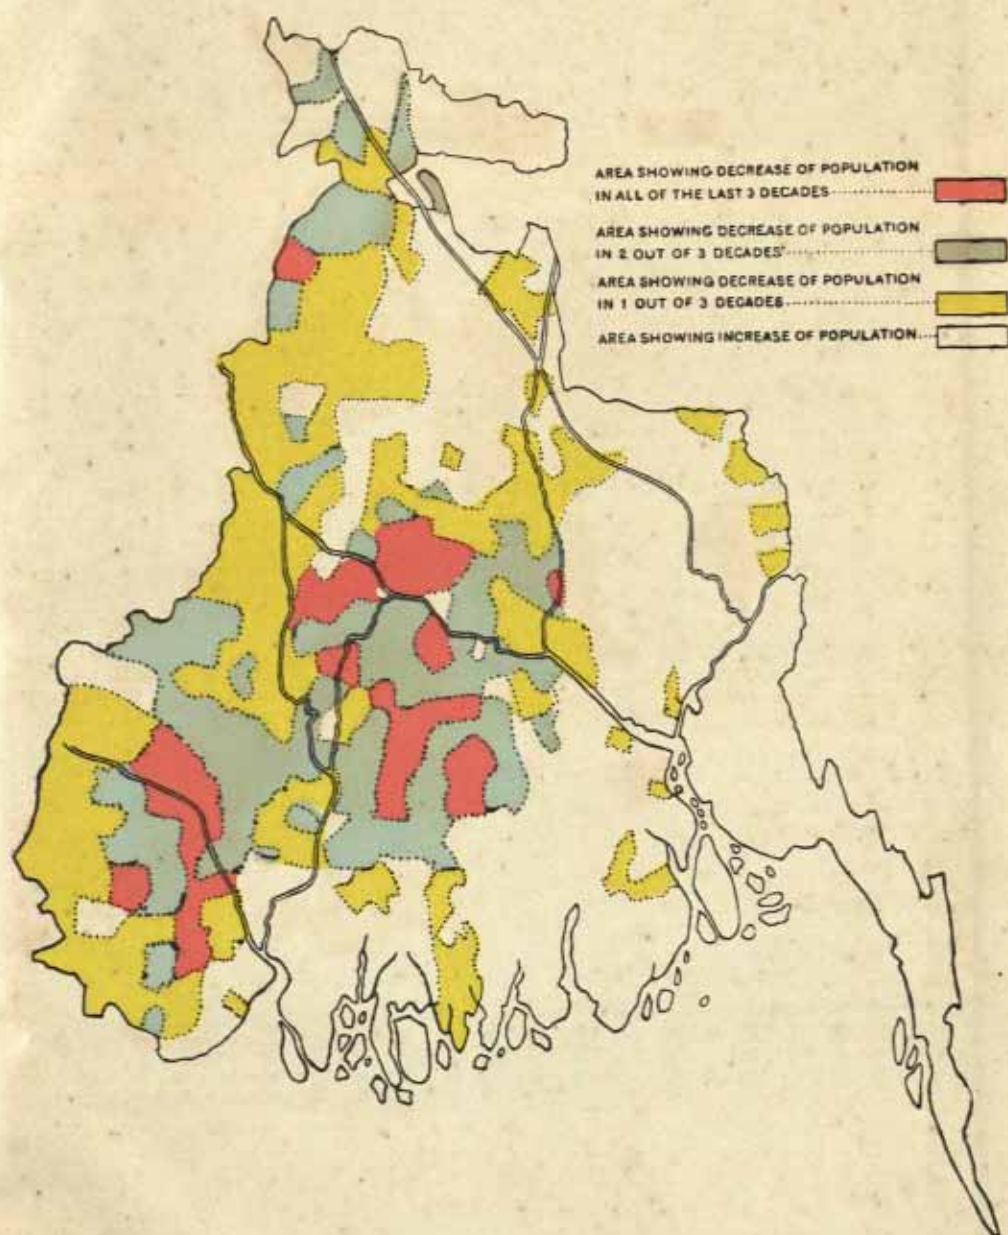 AREA SHOWING DECREASE OF POPULATION
IN ALL OF THE LAST 3 DECADES
AREA SHOWING DECREASE OF POPULATION
IN 2 OUT OF 3 DECADES
AREA SHOWING DECREASE OF POPULATION
IN 1 OUT OF 3 DECADES
AREA SHOWING INCREASE OF POPULATION